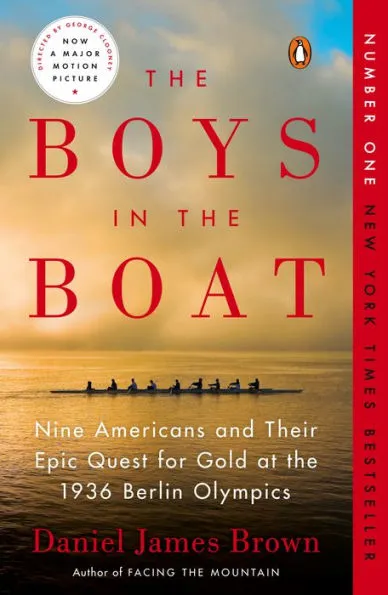 DIRECTED BY GEORGE CLOONEY
NOW
A MAJOR
MOTION
PICTURE
THE
BOYS
IN THE
BOAT
Nine Americans and Their
Epic Quest for Gold at the
1936 Berlin Olympics
Daniel James Brown
Author of FACING THE MOUNTAIN
NUMBER ONE NEW YORK TIMES BESTSELLER